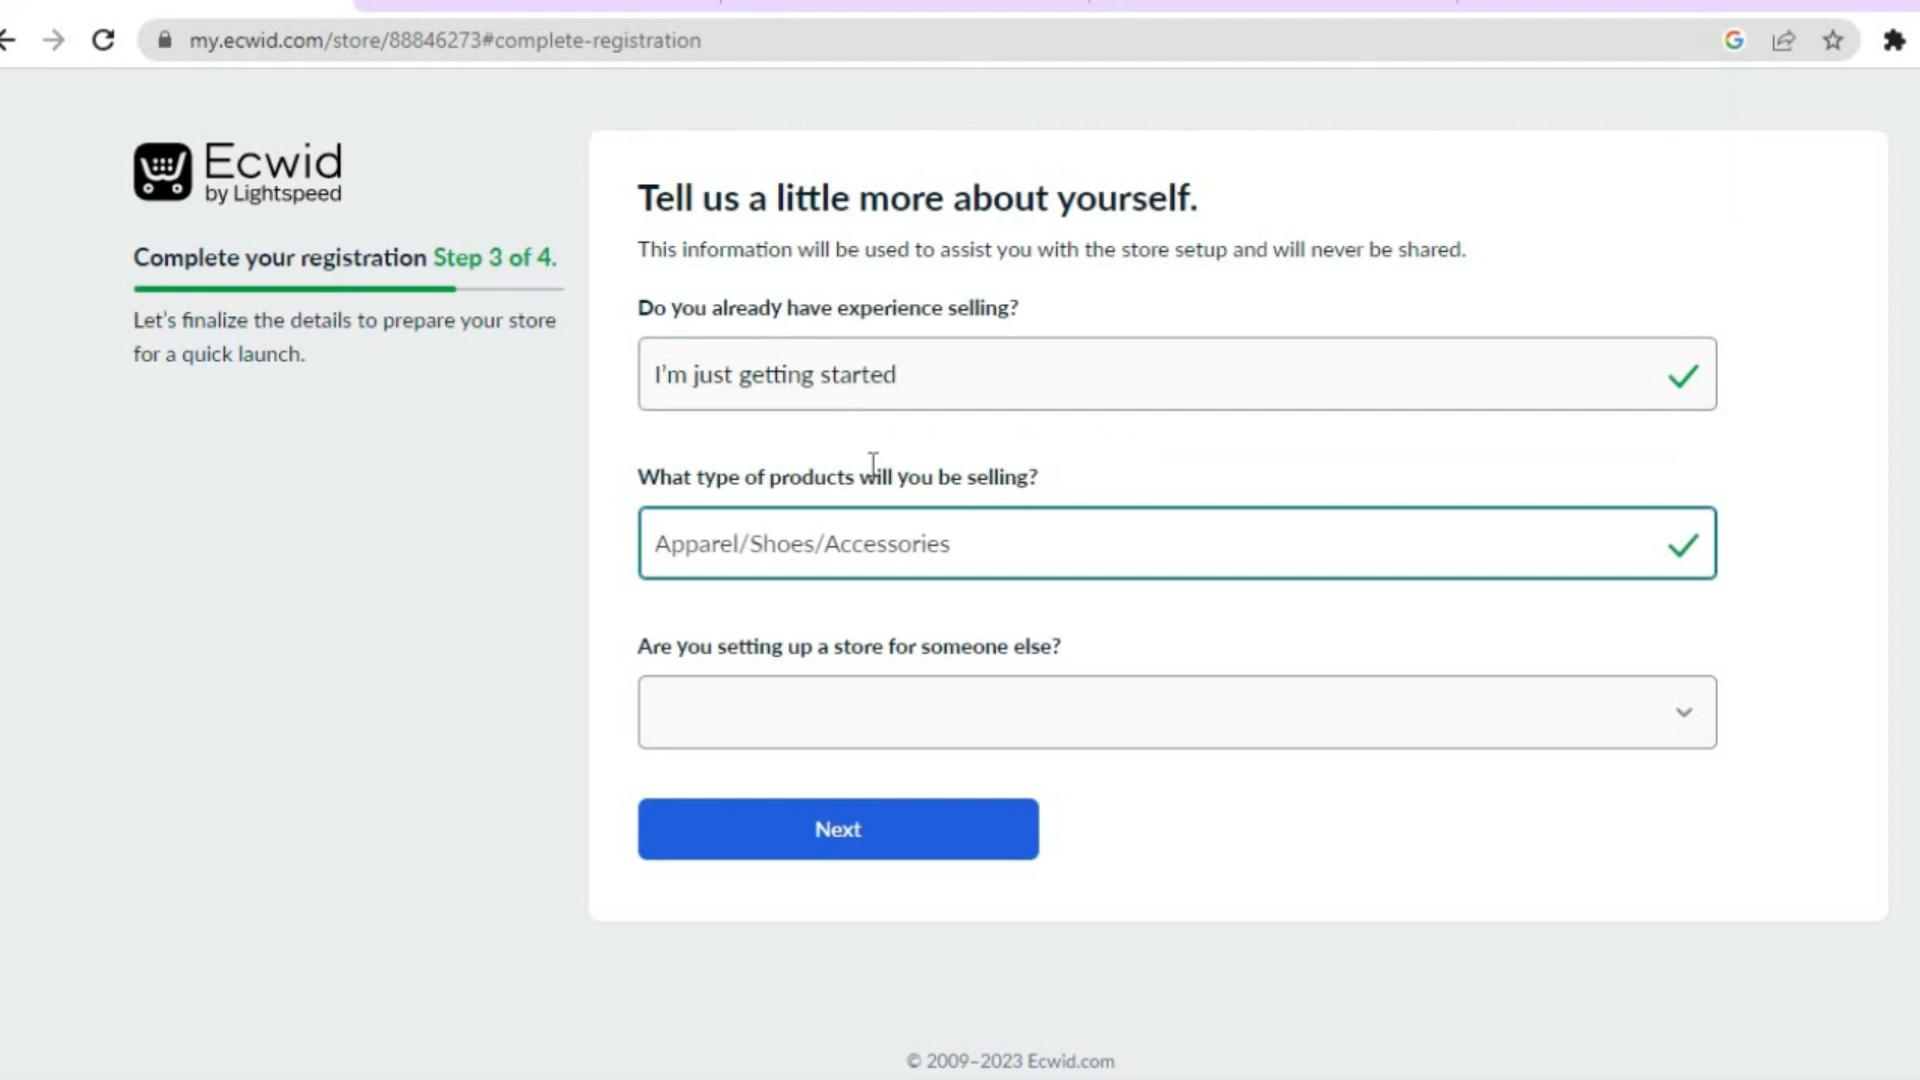 my.ecwid.com/store/88846273#complete-registration
Ecwid
by Lightspeed
Complete your registration Step 3 of 4.
Let's finalize the details to prepare your store
for a quick launch.
Tell us a little more about yourself.
This information will be used to assist you with the store setup and will never be shared.
Do you already have experience selling?
I'm just getting started
What type of products will you be selling?
Apparel/Shoes/Accessories
Are you setting up a store for someone else?
Next
© 2009–2023 Ecwid.com